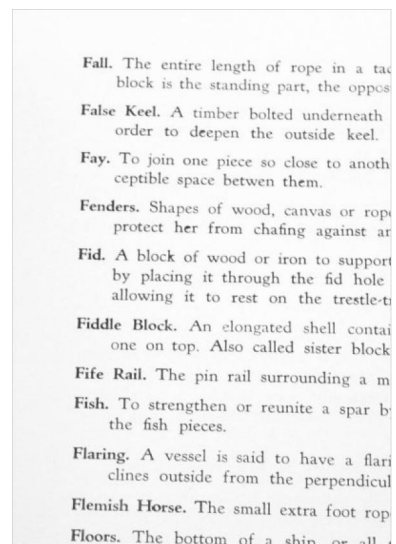 Fall. The entire length of rope in a tac
block is the standing part, the oppos
False Keel. A timber bolted underneath
order to deepen the outside keel.
Fay. To join one piece so close to anoth
ceptible space betwen them.
Fenders. Shapes of wood, canvas or rope
protect her from chafing against an
Fid. A block of wood or iron to support
by placing it through the fid hole
allowing it to rest on the trestle-t
Fiddle Block. An elongated shell contai
one on top. Also called sister block
Fife Rail. The pin rail surrounding a m
Fish. To strengthen or reunite a spar b
the fish pieces.
Flaring. A vessel is said to have a flari
clines outside from the perpendicul
Flemish Horse. The small extra foot rop
Floors. The bottom of a ship, or all